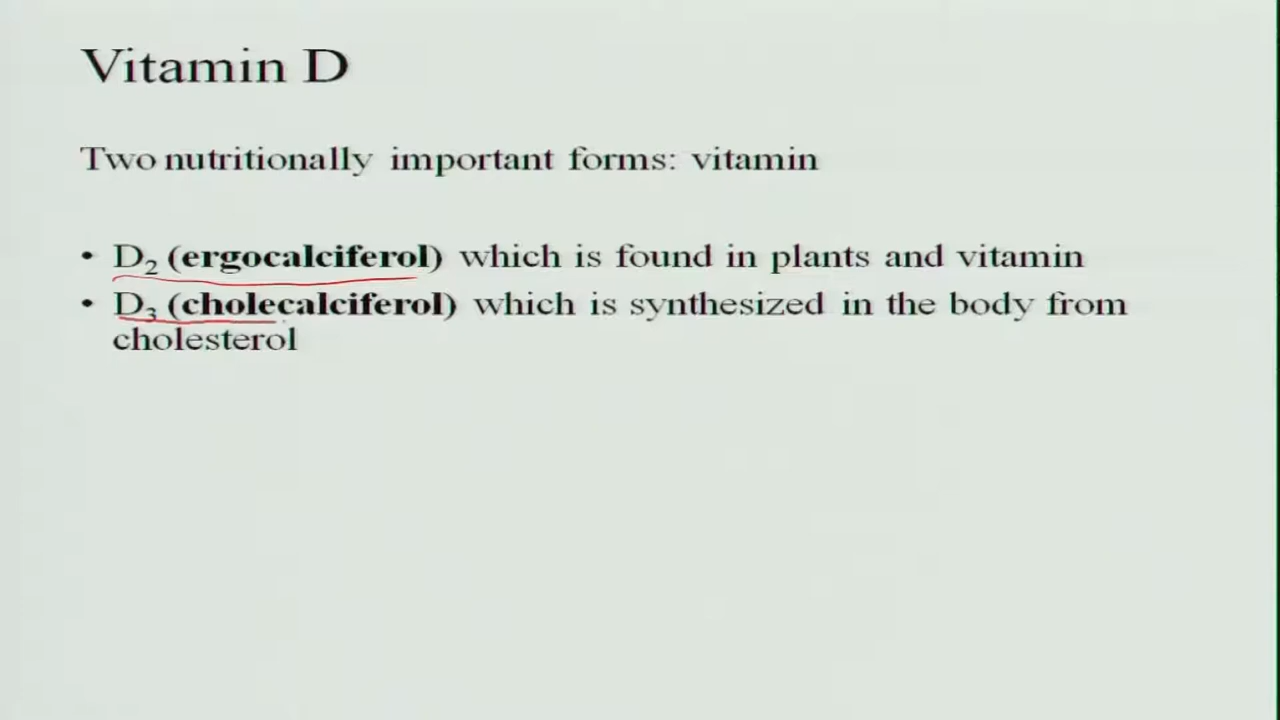 Vitamin D
Two nutritionally important forms: vitamin
• D₂ (ergocalciferol) which is found in plants and vitamin
• D₃ (cholecalciferol) which is synthesized in the body from
cholesterol